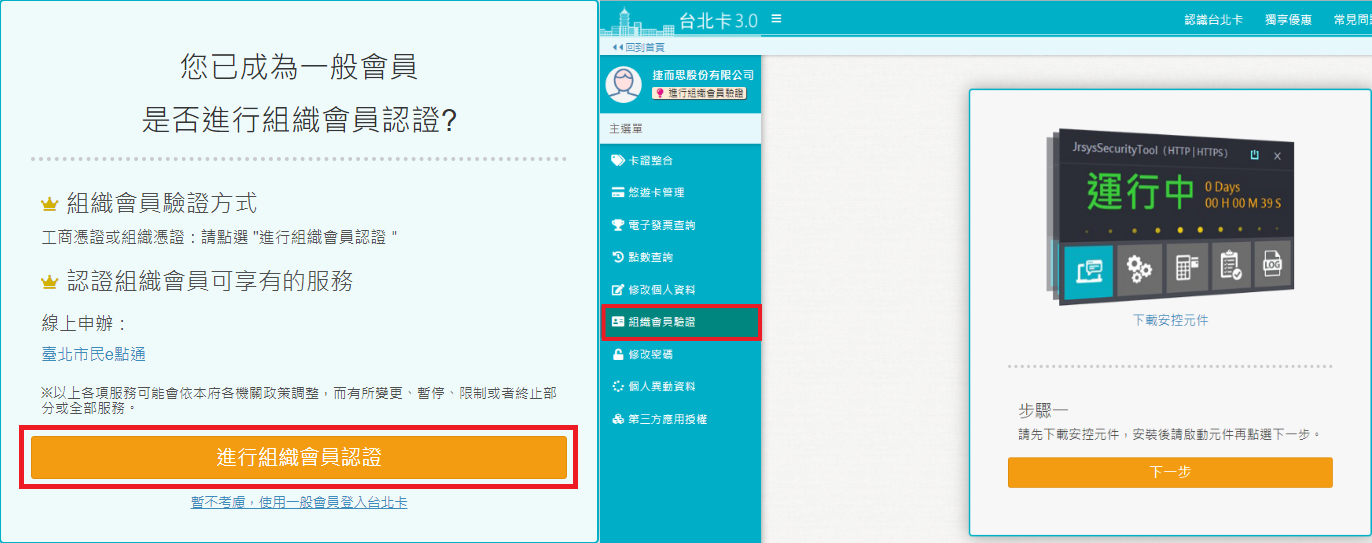 您已成為一般會員
是否進行組織會員認證?
組織會員驗證方式
工商憑證或組織憑證：請點選 "進行組織會員認證 "
認證組織會員可享有的服務
線上申辦：
臺北市民e點通
※以上各項服務可能會依本府各機關政策調整，而有所變更、暫停、限制或者終止部
分或全部服務。
進行組織會員認證
暫不考慮，使用一般會員登入台北卡
台北卡 3.0
認識台北卡
獨享優惠
常見問
回到首頁
捷而思股份有限公司
進行組織會員驗證
主選單
卡證整合
悠遊卡管理
電子發票查詢
點數查詢
修改個人資料
組織會員驗證
修改密碼
個人異動資料
第三方應用授權
JrsysSecurityTool (HTTP|HTTPS)
X
運行中
0 Days
00 H 00 M 39 S
LOG
下載安控元件
步驟一
請先下載安控元件，安裝後請啟動元件再點選下一步。
下一步